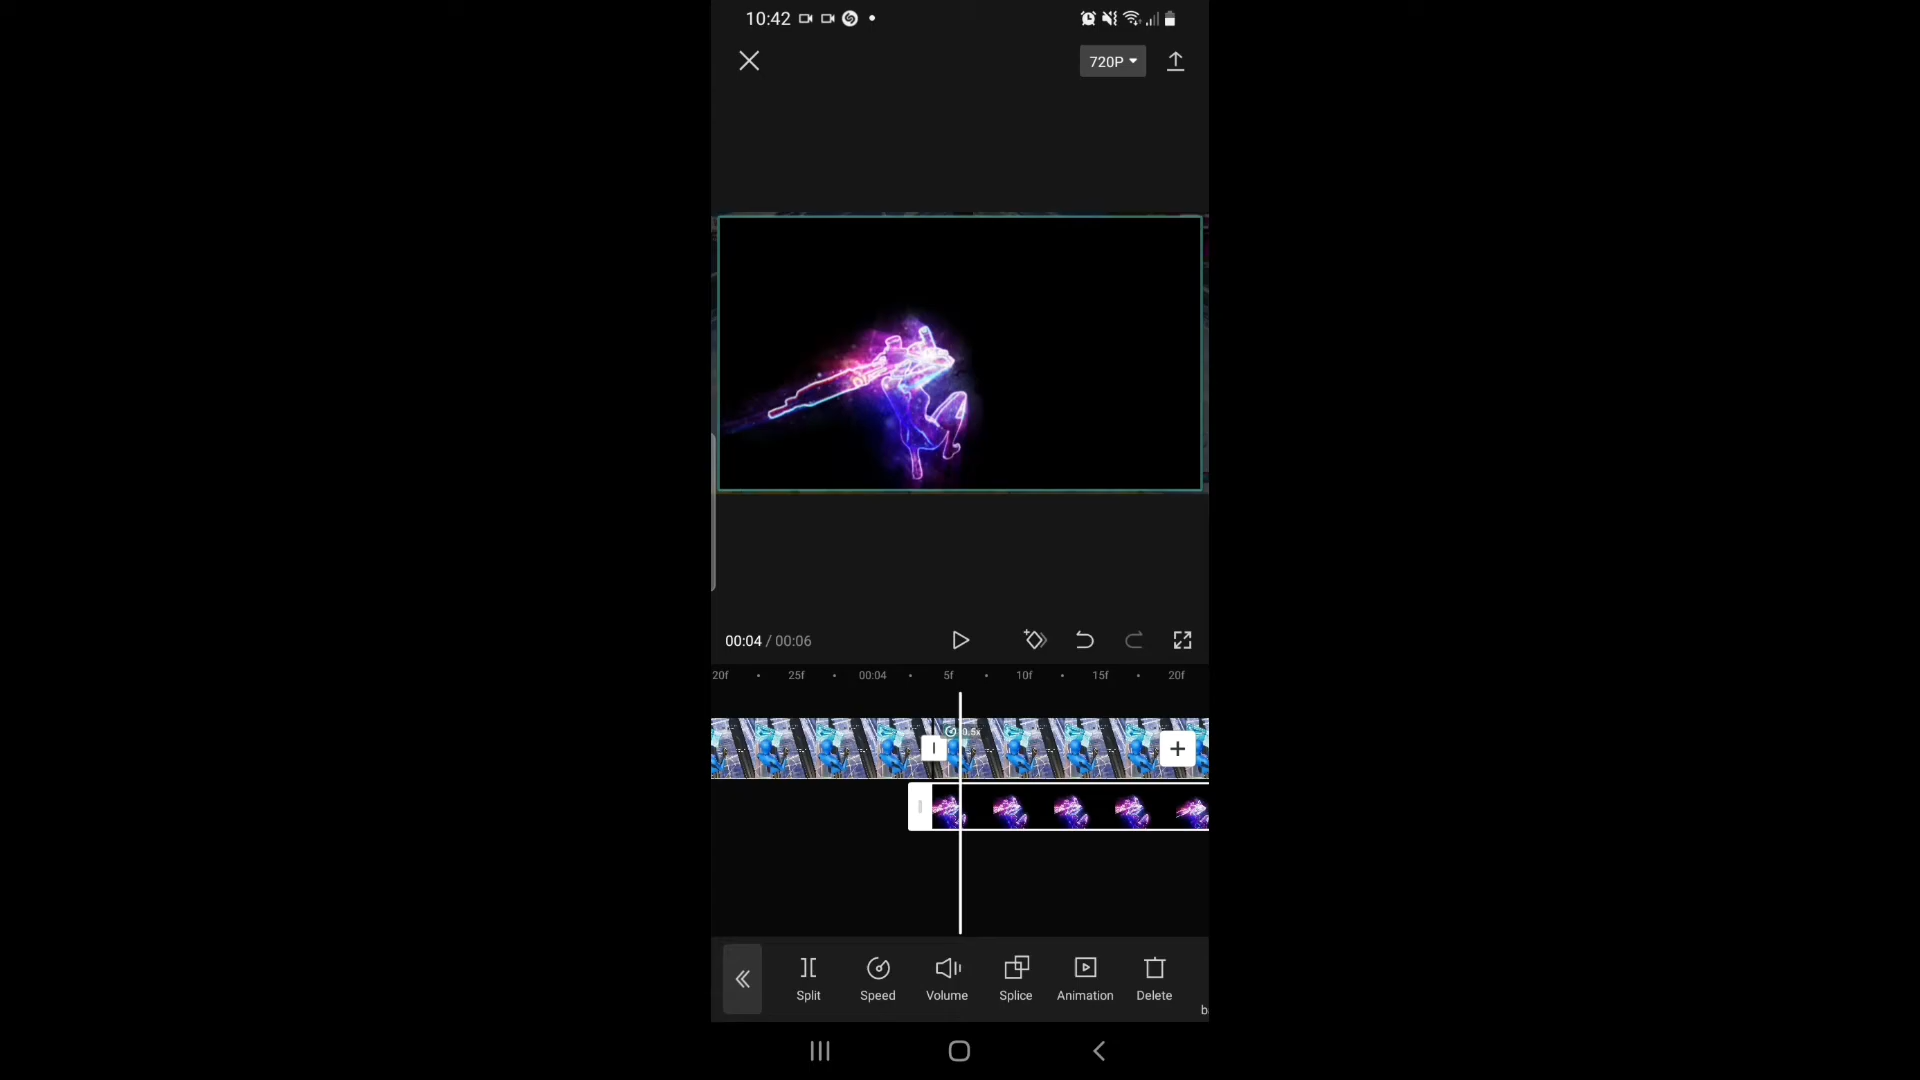 10:42
720P
00:04 / 00:06
20f 25f 00:04 5f 10f 15f 20f
0.5x
Split Speed Volume Splice Animation Delete
b